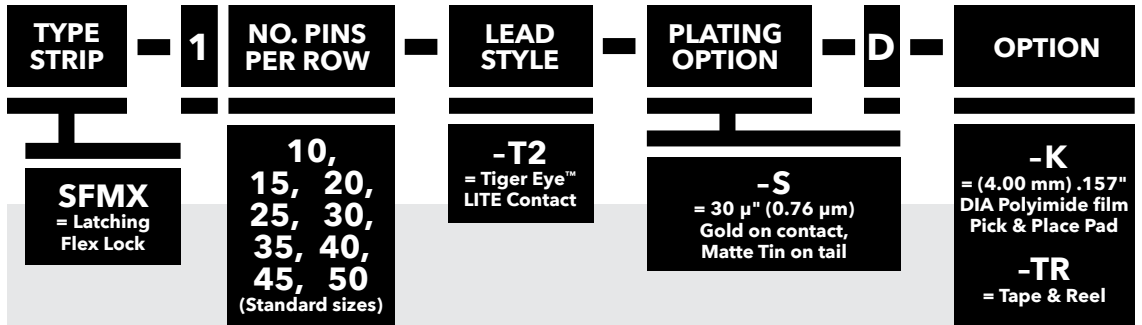 TYPE STRIP
1
NO. PINS PER ROW
LEAD STYLE
PLATING OPTION
D
OPTION
SFMX
= Latching
Flex Lock
10,
15, 20,
25, 30,
35, 40,
45, 50
(Standard sizes)
–T2
= Tiger Eye™
LITE Contact
–S
= 30 µ" (0.76 µm)
Gold on contact,
Matte Tin on tail
–K
= (4.00 mm) .157"
DIA Polyimide film
Pick & Place Pad
–TR
= Tape & Reel